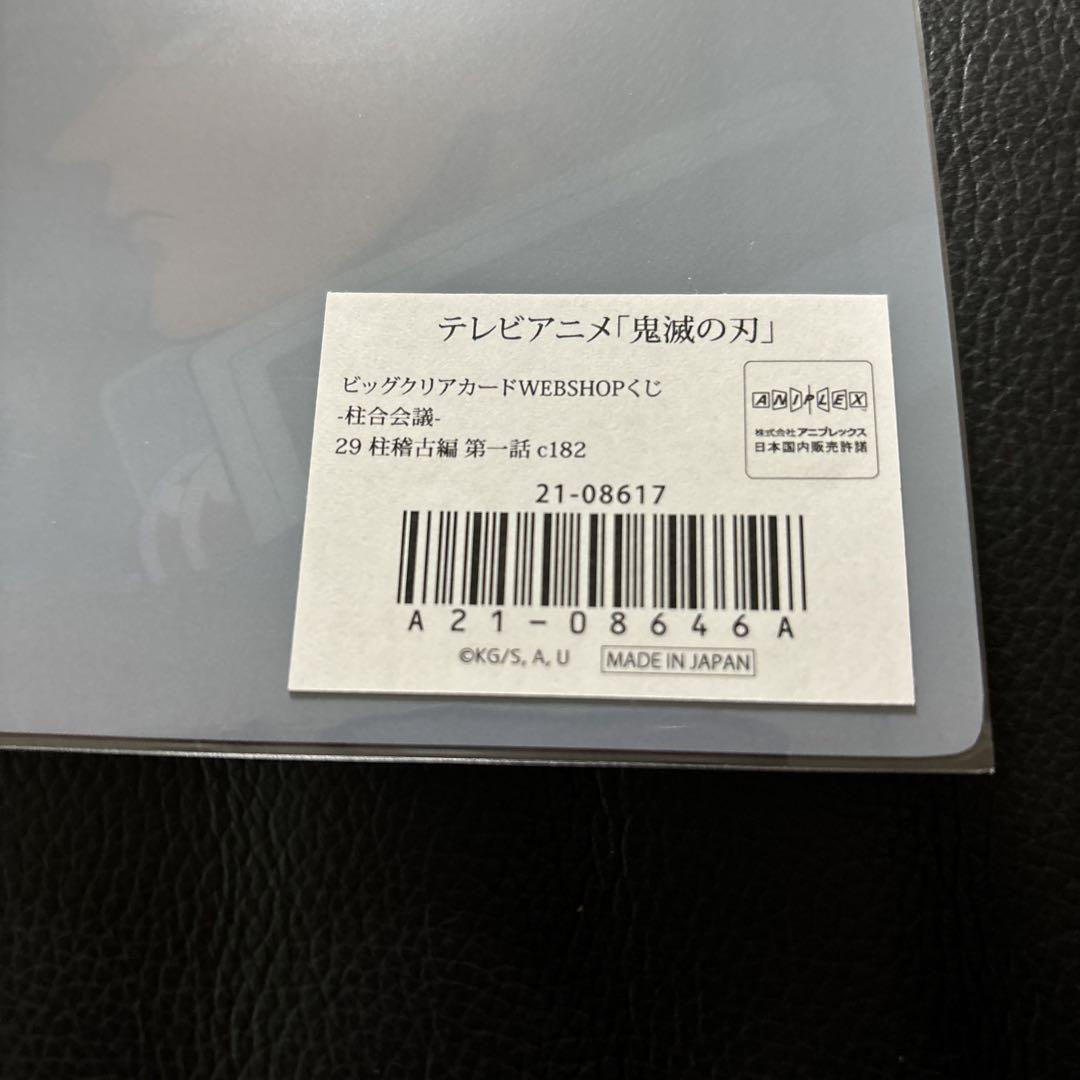 テレビアニメ「鬼滅の刃」
ビッグクリアカードWEBSHOPくじ
-柱合会議-
29 柱稽古編 第一話 c182
ANIPLEX
株式会社アニプレックス
日本国内販売許諾
21-08617
A21-08646A
©KG/S, A, U
MADE IN JAPAN